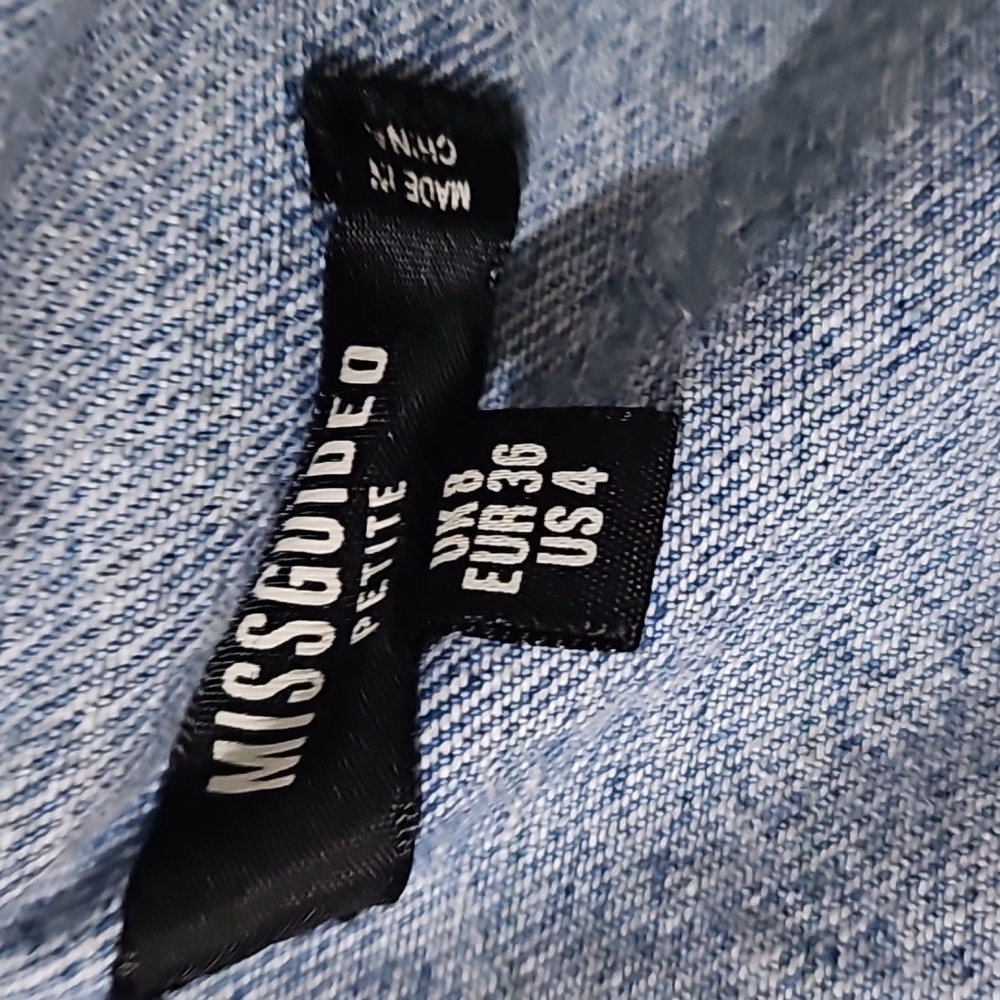 MISSGUIDED
PETITE
UK 8
EUR 36
US 4
MADE IN
CHINA